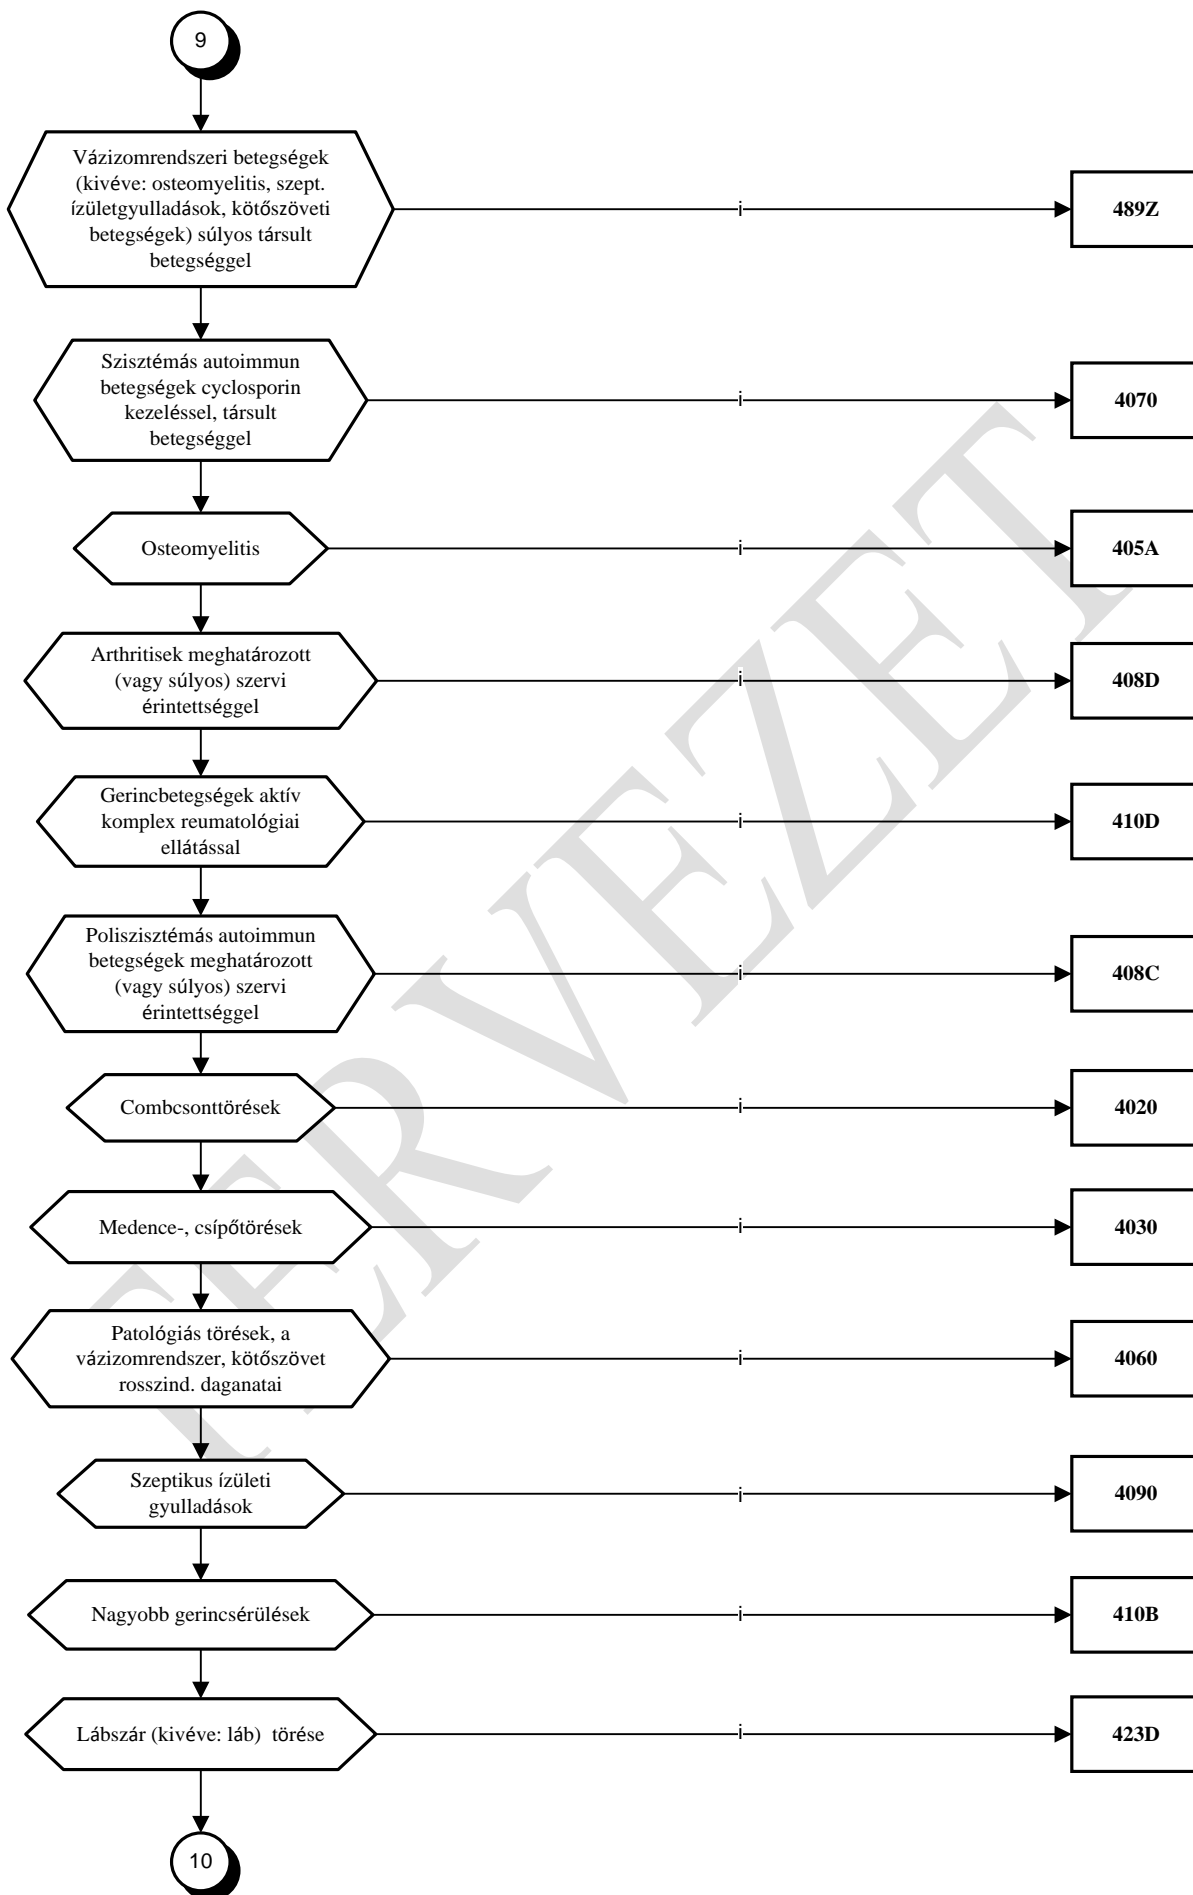 9
Vázizomrendszeri betegségek
(kivéve: osteomyelitis, szept.
ízületgyulladások, kötőszöveti
betegségek) súlyos társult
betegséggel
i
489Z
Szisztémás autoimmun
betegségek cyclosporin
kezeléssel, társult
betegséggel
i
4070
Osteomyelitis
i
405A
Arthritisek meghatározott
(vagy súlyos) szervi
érintettséggel
i
408D
Gerincbetegségek aktív
komplex reumatológiai
ellátással
i
410D
Poliszisztémás autoimmun
betegségek meghatározott
(vagy súlyos) szervi
érintettséggel
i
408C
Combcsonttörések
i
4020
Medence-, csípőtörések
i
4030
Patológiás törések, a
vázizomrendszer, kötőszövet
rosszind. daganatai
i
4060
Szeptikus ízületi
gyulladások
i
4090
Nagyobb gerincsérülések
i
410B
Lábszár (kivéve: láb)  törése
i
423D
10
TERVEZET